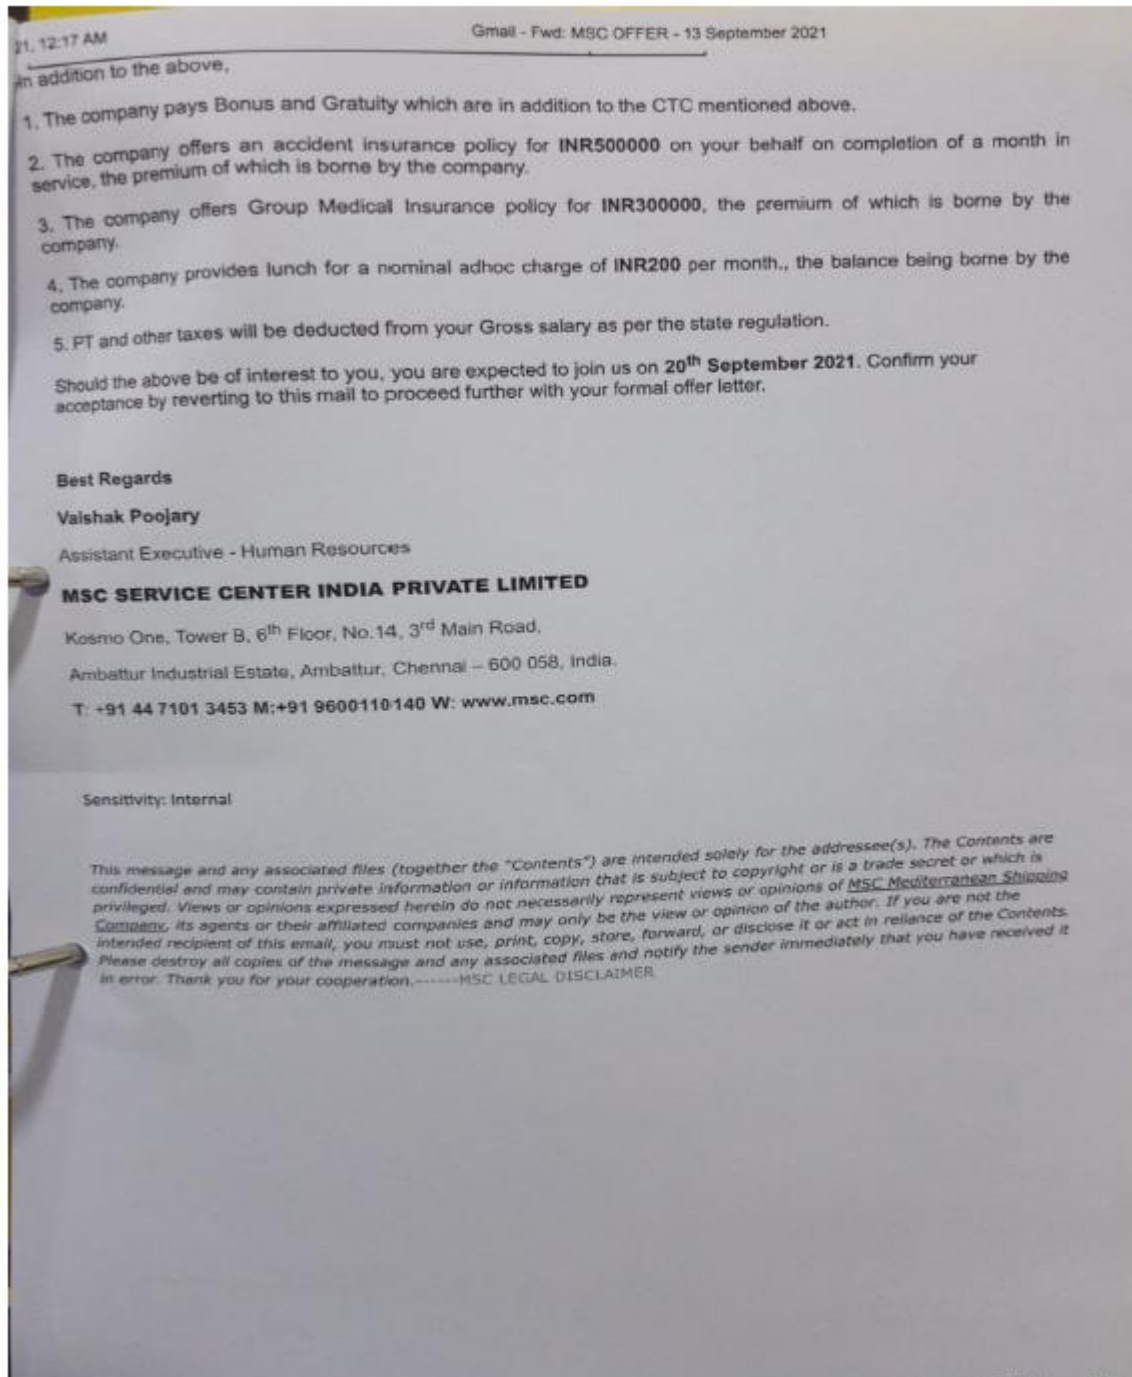 21, 12:17 AM
Gmail - Fwd: MSC OFFER - 13 September 2021
In addition to the above,
1. The company pays Bonus and Gratuity which are in addition to the CTC mentioned above.
2. The company offers an accident insurance policy for INR500000 on your behalf on completion of a month in
service, the premium of which is borne by the company.
3. The company offers Group Medical Insurance policy for INR300000, the premium of which is borne by the
company.
4. The company provides lunch for a nominal adhoc charge of INR200 per month., the balance being borne by the
company.
5. PT and other taxes will be deducted from your Gross salary as per the state regulation.
Should the above be of interest to you, you are expected to join us on 20th September 2021. Confirm your
acceptance by reverting to this mail to proceed further with your formal offer letter.
Best Regards
Vaishak Poojary
Assistant Executive - Human Resources
MSC SERVICE CENTER INDIA PRIVATE LIMITED
Kosmo One, Tower B, 6th Floor, No.14, 3rd Main Road,
Ambattur Industrial Estate, Ambattur, Chennai – 600 058, India.
T: +91 44 7101 3453 M:+91 9600110140 W: www.msc.com
Sensitivity: Internal
This message and any associated files (together the "Contents") are intended solely for the addressee(s). The Contents are
confidential and may contain private information or information that is subject to copyright or is a trade secret or which is
privileged. Views or opinions expressed herein do not necessarily represent views or opinions of MSC Mediterranean Shipping
Company, its agents or their affiliated companies and may only be the view or opinion of the author. If you are not the
intended recipient of this email, you must not use, print, copy, store, forward, or disclose it or act in reliance of the Contents.
Please destroy all copies of the message and any associated files and notify the sender immediately that you have received it
in error. Thank you for your cooperation.------MSC LEGAL DISCLAIMER